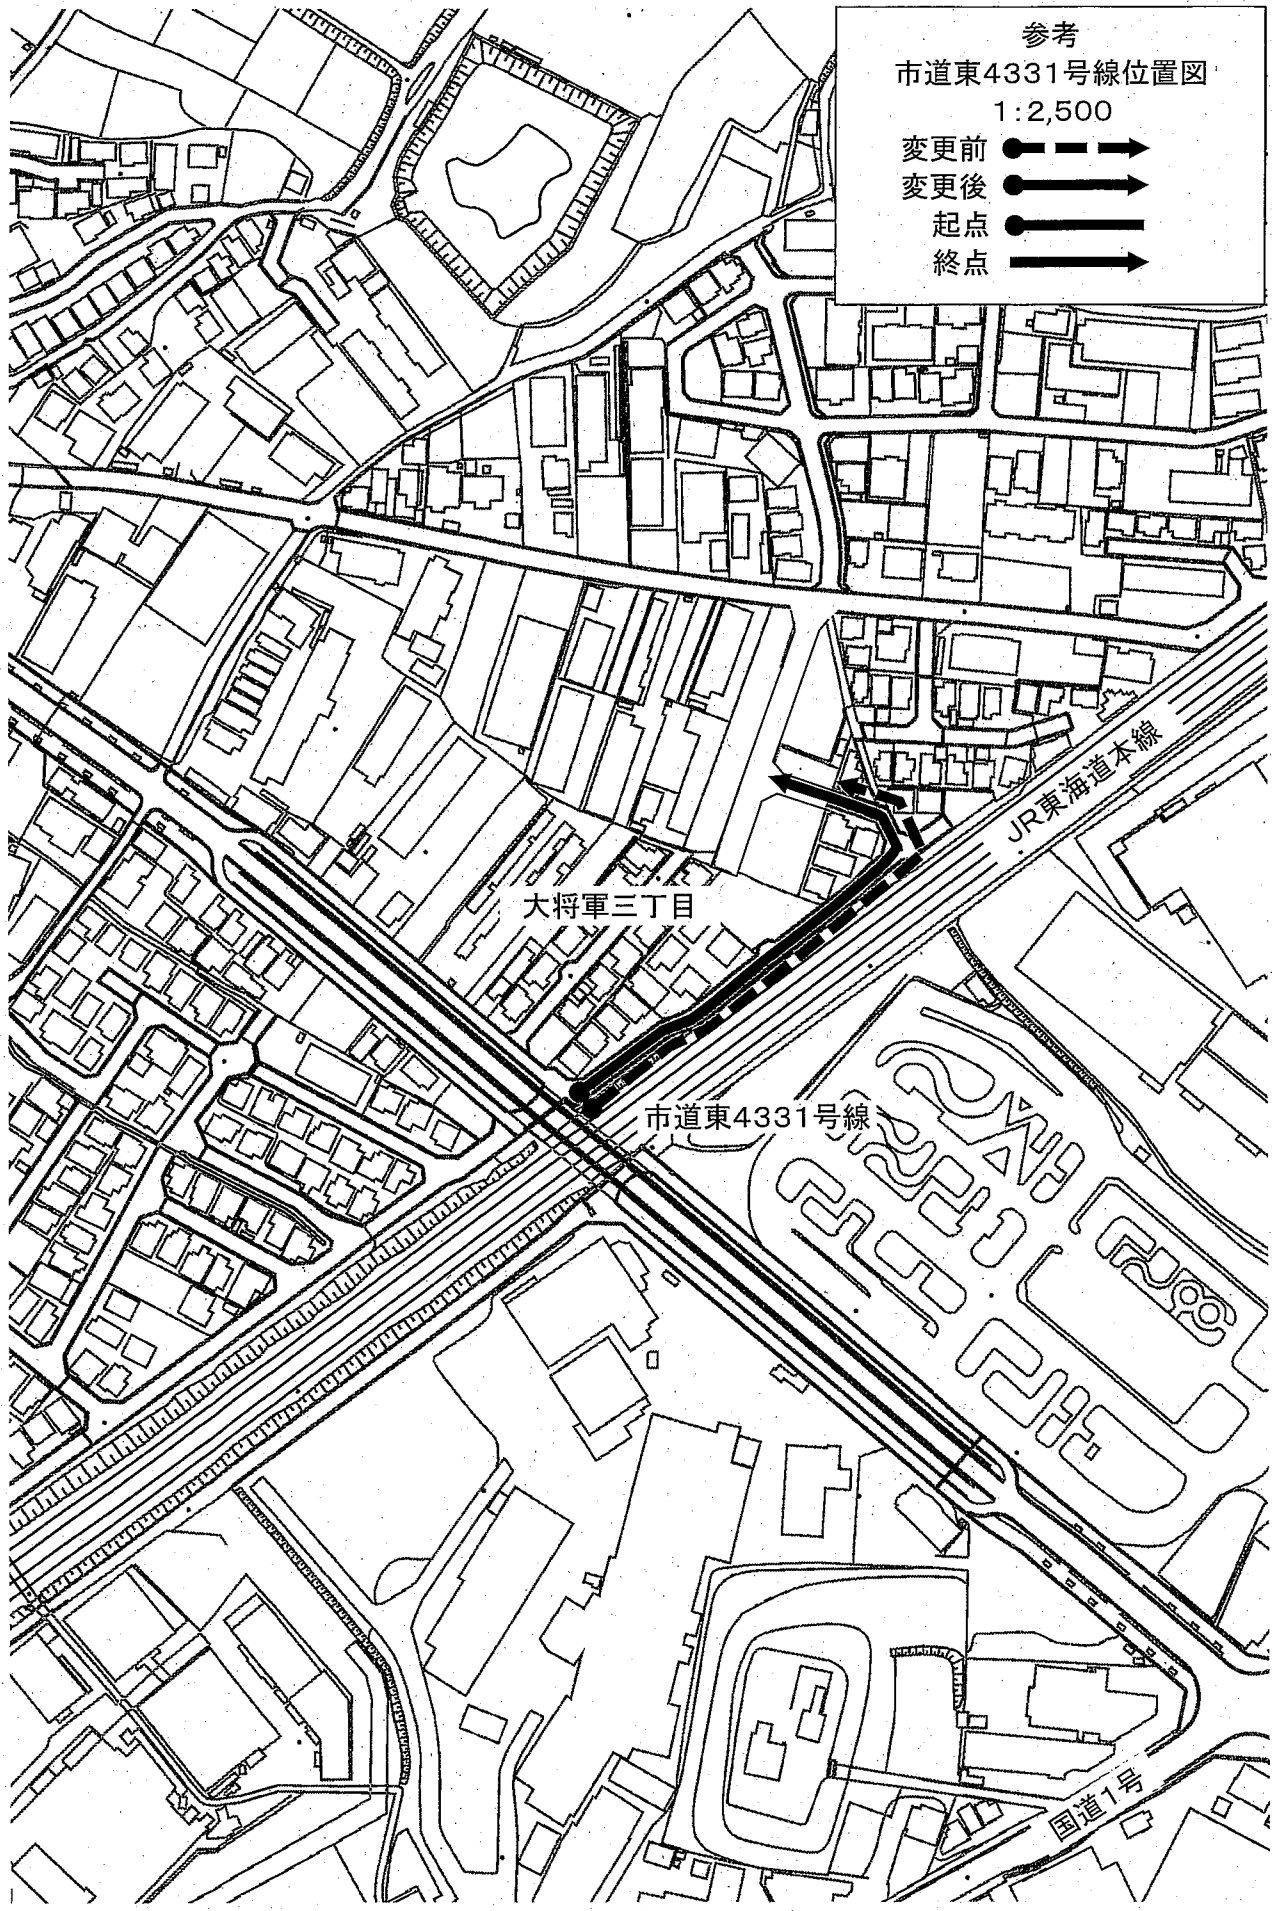 参考
市道東4331号線位置図
1:2,500
変更前
変更後
起点
終点
JR東海道本線
大将軍三丁目
市道東4331号線
国道1号